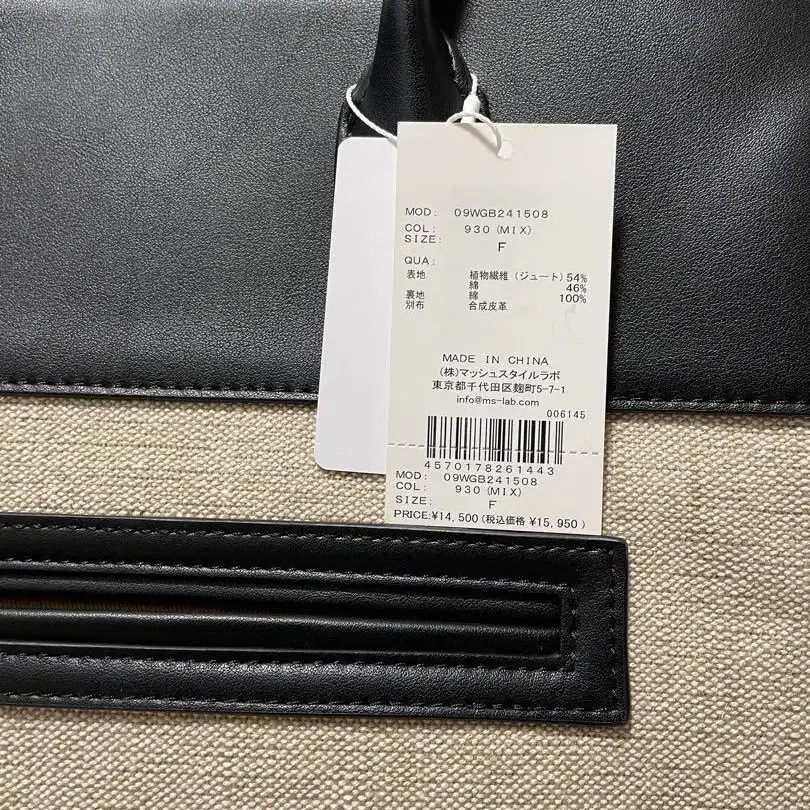 MOD: 09WGB241508
COL: 930 (MIX)
SIZE: F
QUA:
表地 植物繊維 (ジュート) 54%
綿 46%
裏地 綿 100%
別布 合成皮革
MADE IN CHINA
(株)マッシュスタイルラボ
東京都千代田区麹町5-7-1
info@ms-lab.com
006145
4570178261443
MOD: 09WGB241508
COL: 930 (MIX)
SIZE: F
PRICE:¥14,500 (税込価格 ¥15,950)